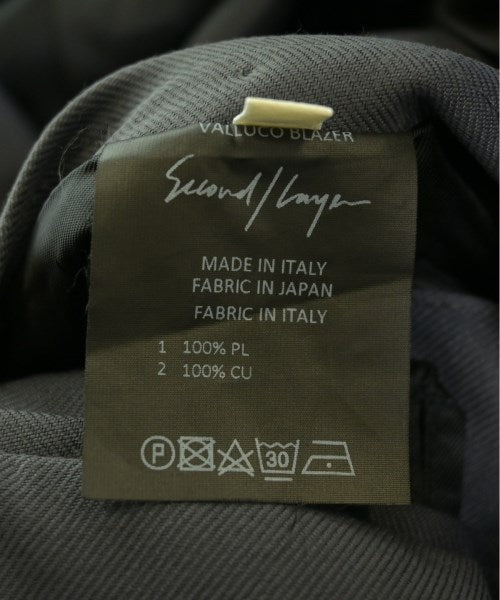 VALLUCO BLAZER
Second/Layer
MADE IN ITALY
FABRIC IN JAPAN
FABRIC IN ITALY
1 100% PL
2 100% CU
P 30